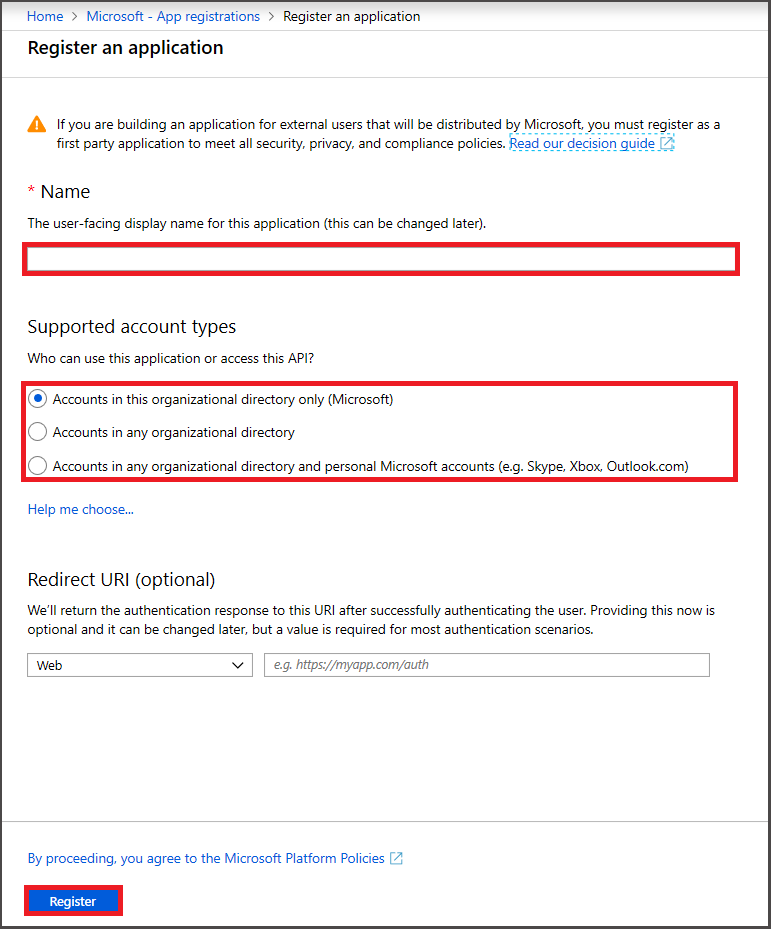 Home > Microsoft - App registrations > Register an application
Register an application
If you are building an application for external users that will be distributed by Microsoft, you must register as a
first party application to meet all security, privacy, and compliance policies. Read our decision guide
* Name
The user-facing display name for this application (this can be changed later).
Supported account types
Who can use this application or access this API?
Accounts in this organizational directory only (Microsoft)
Accounts in any organizational directory
Accounts in any organizational directory and personal Microsoft accounts (e.g. Skype, Xbox, Outlook.com)
Help me choose...
Redirect URI (optional)
We'll return the authentication response to this URI after successfully authenticating the user. Providing this now is
optional and it can be changed later, but a value is required for most authentication scenarios.
Web e.g. https://myapp.com/auth
By proceeding, you agree to the Microsoft Platform Policies
Register